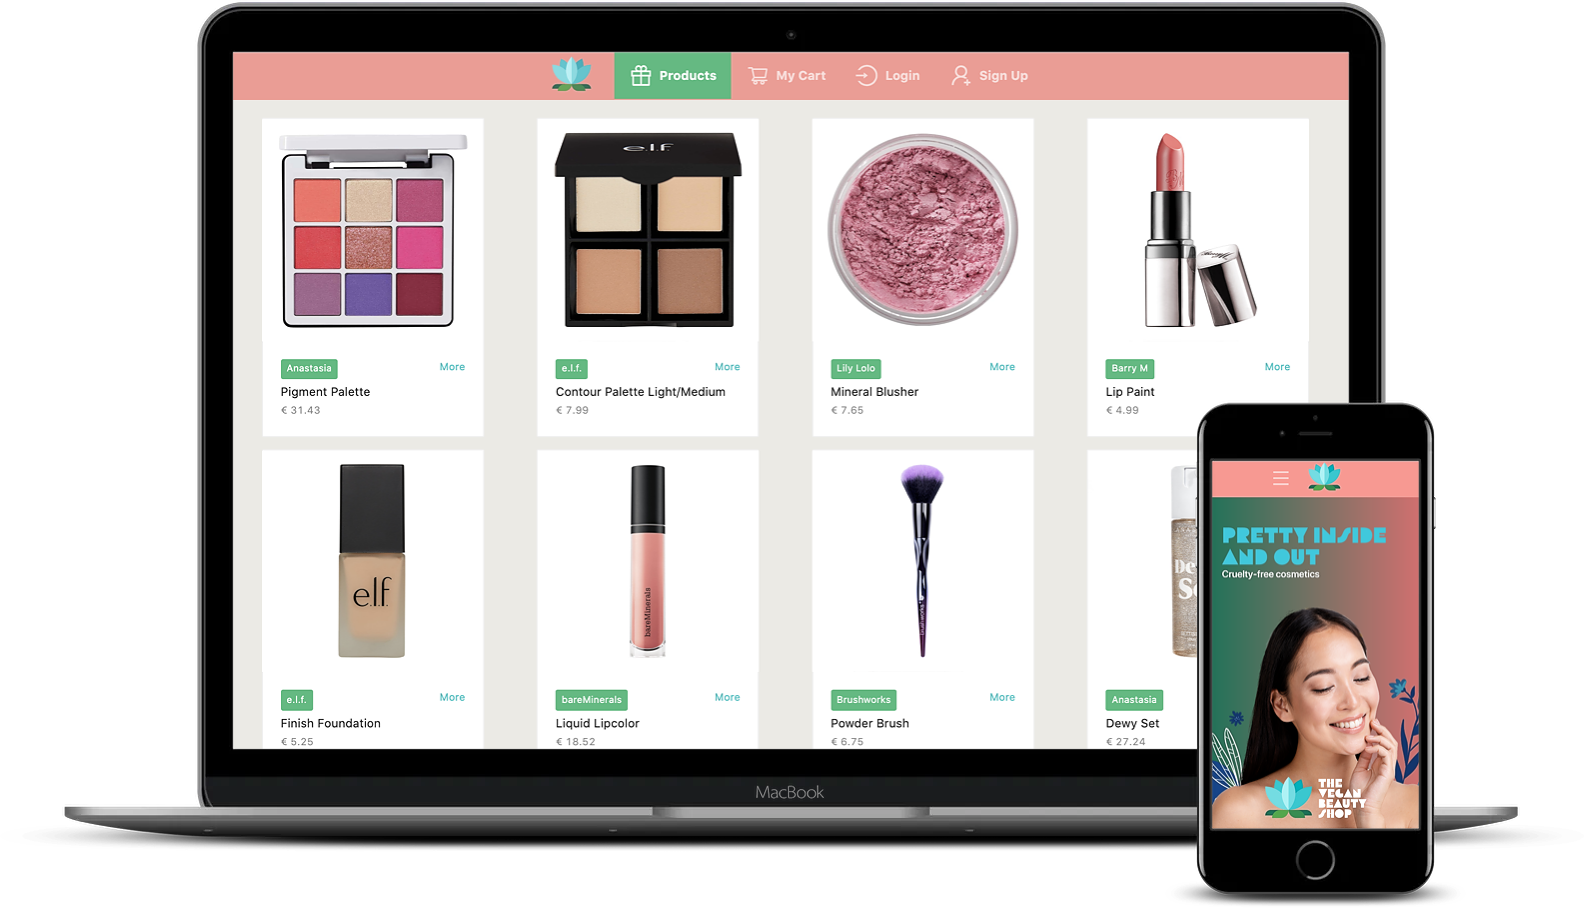 Products
My Cart
Login
Sign Up
e.l.f.
Anastasia
More
Pigment Palette
€ 31.43
e.l.f.
More
Contour Palette Light/Medium
€ 7.99
Lily Lolo
More
Mineral Blusher
€ 7.65
Barry M
More
Lip Paint
€ 4.99
e.l.f.
bareMinerals
e.l.f.
More
Finish Foundation
€ 5.25
bareMinerals
More
Liquid Lipcolor
€ 18.52
Brushworks
More
Powder Brush
€ 6.75
Anastasia
Dewy Set
€ 27.24
MacBook
PRETTY INSIDE
AND OUT
Cruelty-free cosmetics
THE
VEGAN
BEAUTY
SHOP